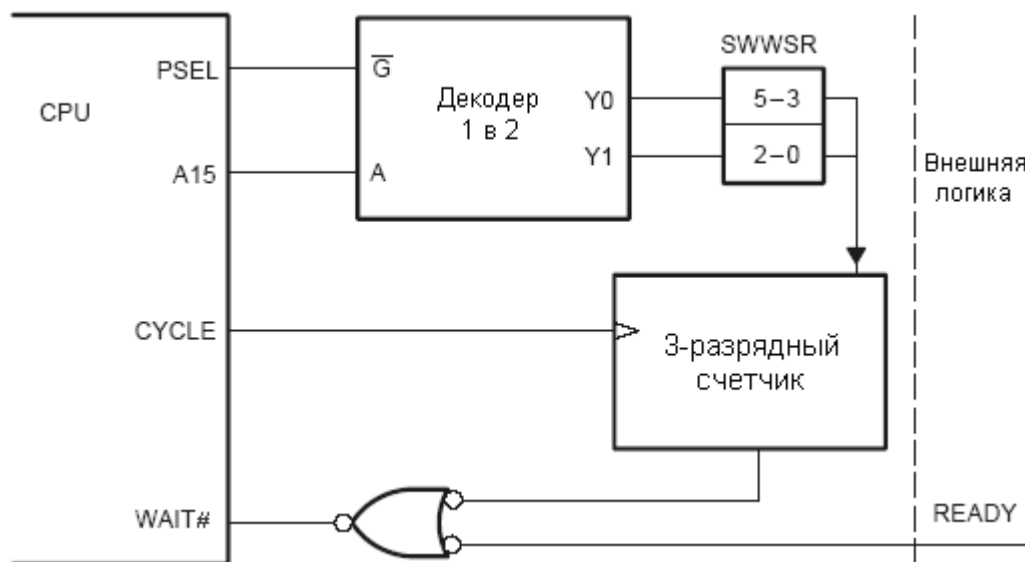 SWWSR
PSEL
G
Декодер
1 в 2
Y0
5–3
CPU
Y1
2–0
A15
A
Внешняя
логика
CYCLE
3-разрядный
счетчик
WAIT#
READY